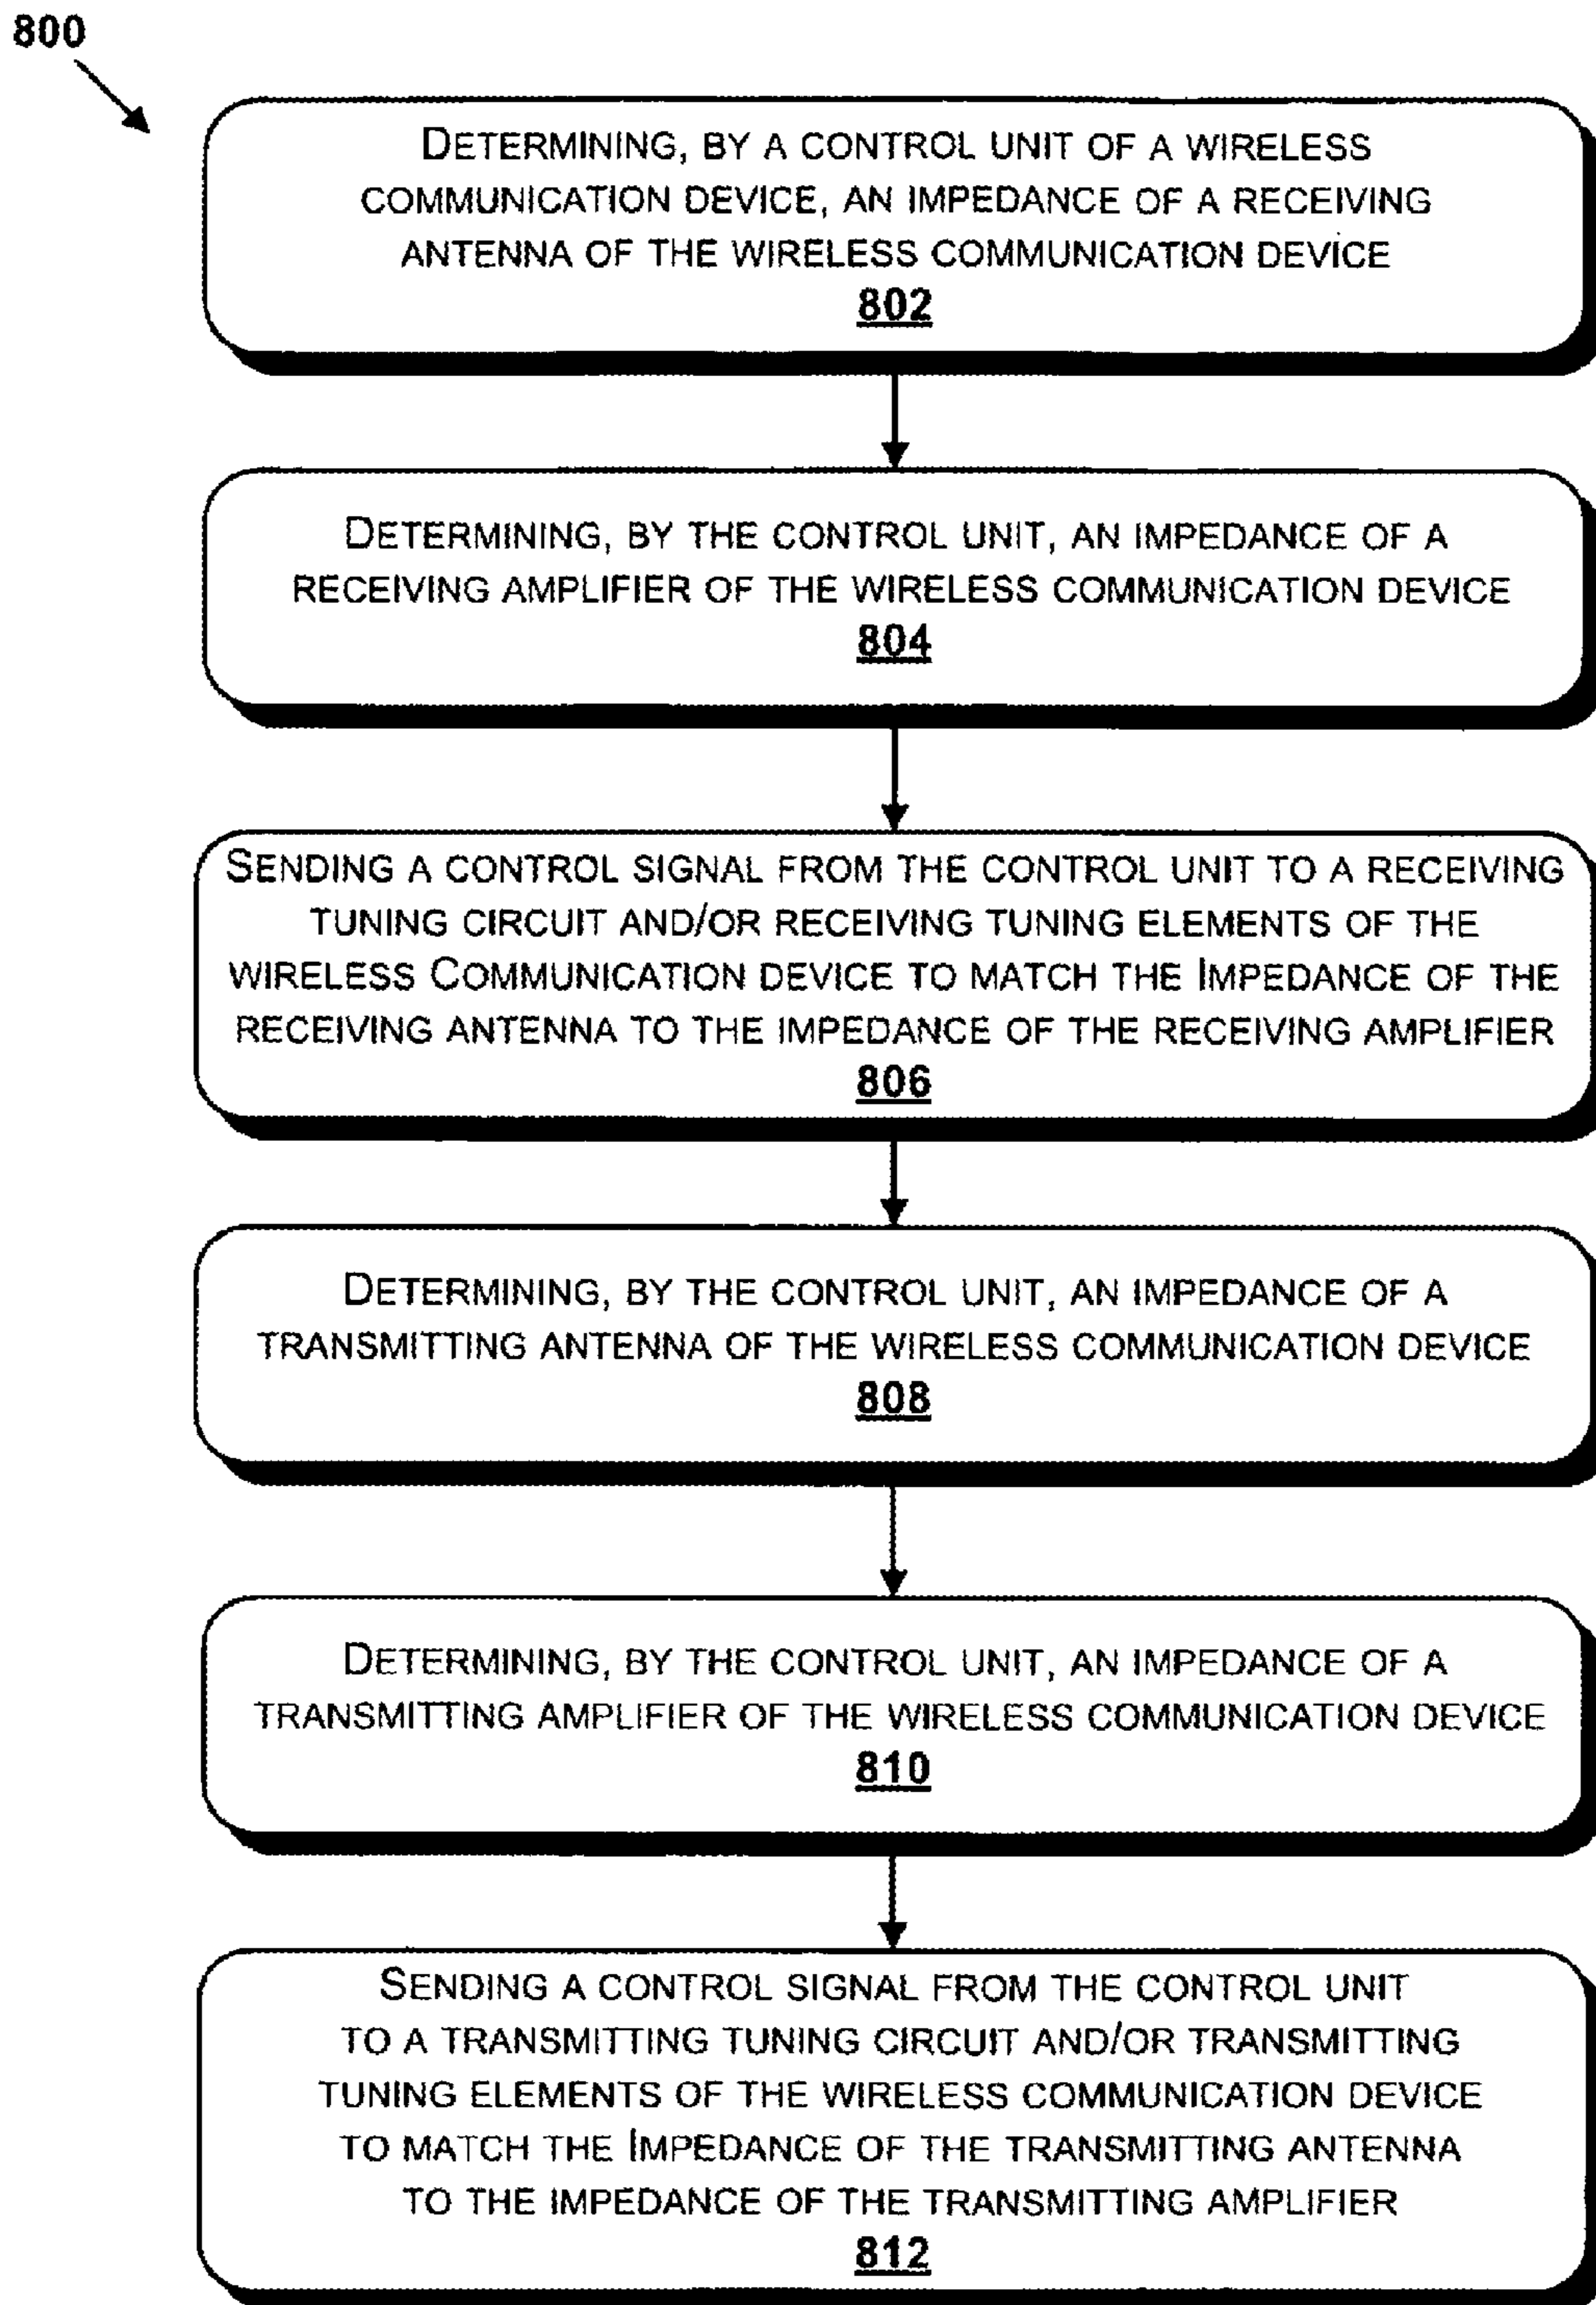 800
DETERMINING, BY A CONTROL UNIT OF A WIRELESS
COMMUNICATION DEVICE, AN IMPEDANCE OF A RECEIVING
ANTENNA OF THE WIRELESS COMMUNICATION DEVICE
802
DETERMINING, BY THE CONTROL UNIT, AN IMPEDANCE OF A
RECEIVING AMPLIFIER OF THE WIRELESS COMMUNICATION DEVICE
804
SENDING A CONTROL SIGNAL FROM THE CONTROL UNIT TO A RECEIVING
TUNING CIRCUIT AND/OR RECEIVING TUNING ELEMENTS OF THE
WIRELESS COMMUNICATION DEVICE TO MATCH THE IMPEDANCE OF THE
RECEIVING ANTENNA TO THE IMPEDANCE OF THE RECEIVING AMPLIFIER
806
DETERMINING, BY THE CONTROL UNIT, AN IMPEDANCE OF A
TRANSMITTING ANTENNA OF THE WIRELESS COMMUNICATION DEVICE
808
DETERMINING, BY THE CONTROL UNIT, AN IMPEDANCE OF A
TRANSMITTING AMPLIFIER OF THE WIRELESS COMMUNICATION DEVICE
810
SENDING A CONTROL SIGNAL FROM THE CONTROL UNIT
TO A TRANSMITTING TUNING CIRCUIT AND/OR TRANSMITTING
TUNING ELEMENTS OF THE WIRELESS COMMUNICATION DEVICE
TO MATCH THE IMPEDANCE OF THE TRANSMITTING ANTENNA
TO THE IMPEDANCE OF THE TRANSMITTING AMPLIFIER
812